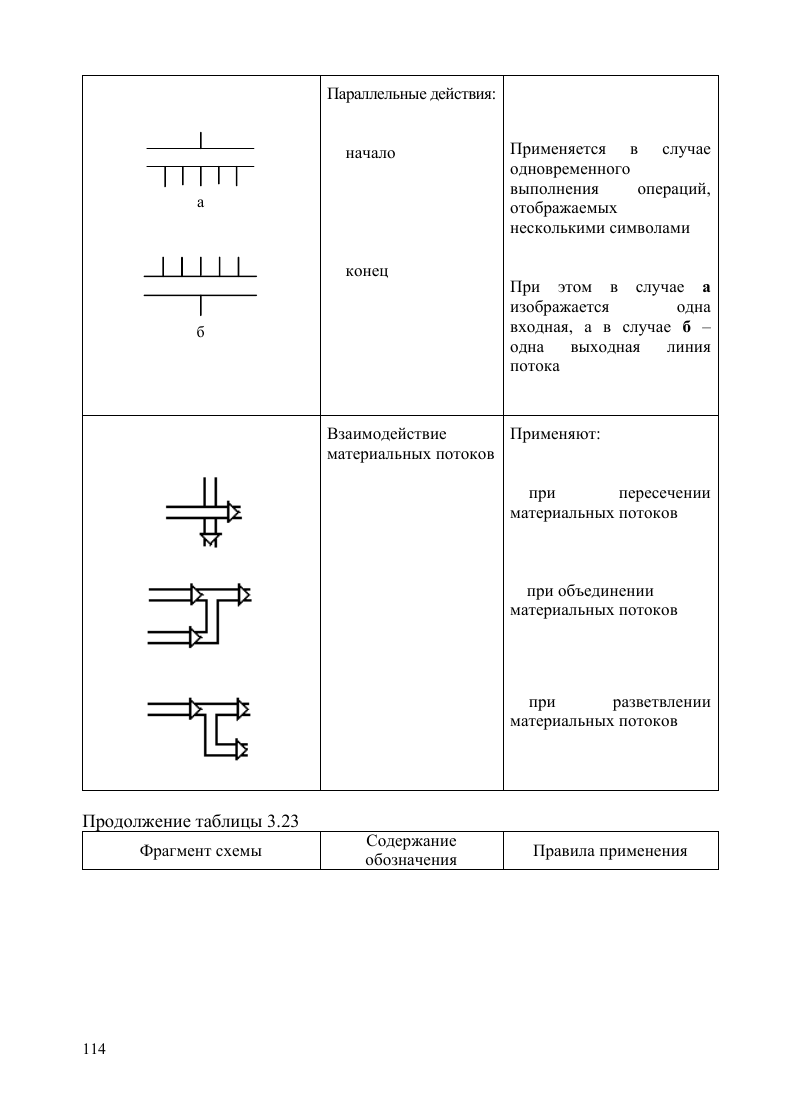 Параллельные действия:
начало
Применяется в случае
одновременного
выполнения операций,
отображаемых
несколькими символами
а
конец
При этом в случае а
изображается одна
входная, а в случае б –
одна выходная линия
потока
б
Взаимодействие
материальных потоков
Применяют:
при пересечении
материальных потоков
при объединении
материальных потоков
при разветвлении
материальных потоков
Продолжение таблицы 3.23
Фрагмент схемы
Содержание
обозначения
Правила применения
114